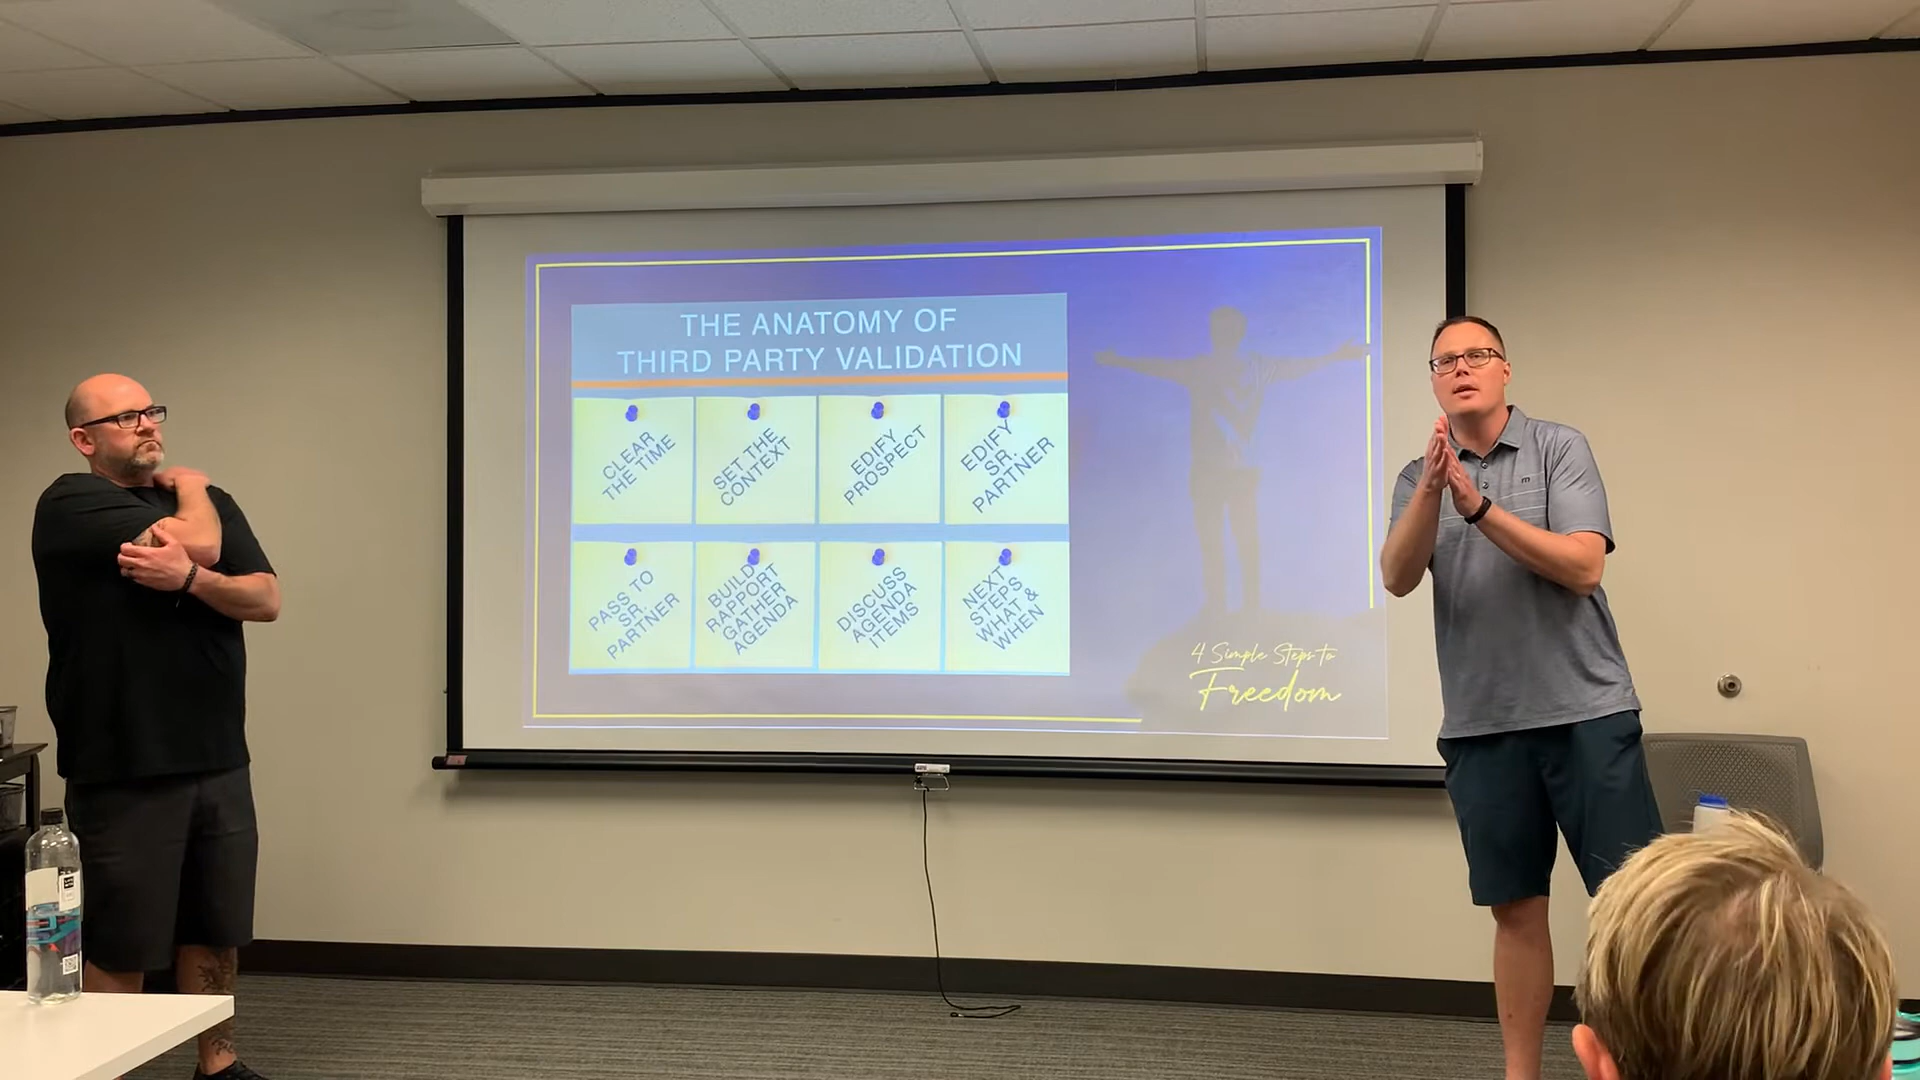 THE ANATOMY OF
THIRD PARTY VALIDATION
CLEAR
THE TIME
SET THE
CONTEXT
EDIFY
PROSPECT
EDIFY
SR.
PARTNER
PASS TO
SR.
PARTNER
BUILD
RAPPORT
GATHER
AGENDA
DISCUSS
AGENDA
ITEMS
NEXT
STEPS
WHAT &
WHEN
4 Simple Steps to
Freedom